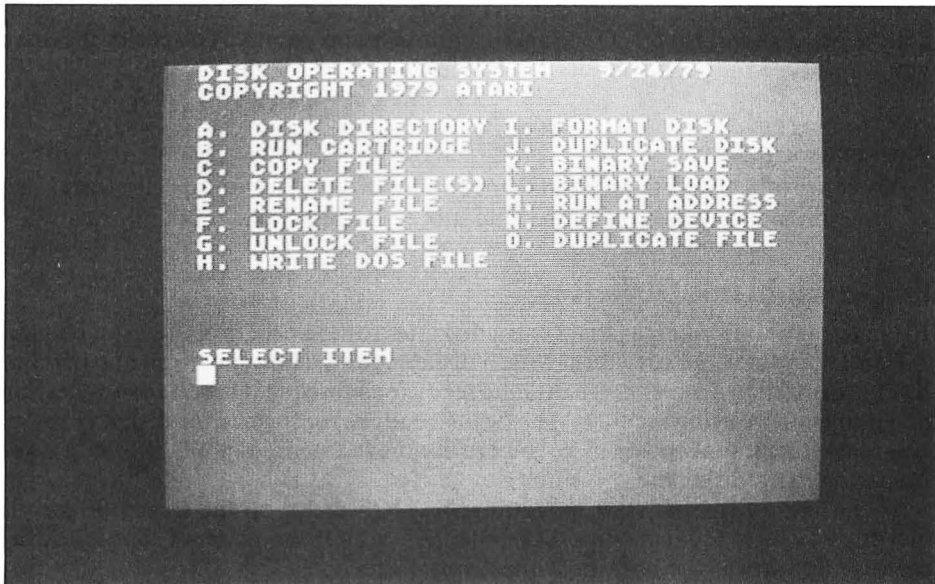 DISK OPERATING SYSTEM 9/24/79
COPYRIGHT 1979 ATARI
A. DISK DIRECTORY I. FORMAT DISK
B. RUN CARTRIDGE J. DUPLICATE DISK
C. COPY FILE K. BINARY SAVE
D. DELETE FILE(S) L. BINARY LOAD
E. RENAME FILE M. RUN AT ADDRESS
F. LOCK FILE N. DEFINE DEVICE
G. UNLOCK FILE O. DUPLICATE FILE
H. WRITE DOS FILE
SELECT ITEM